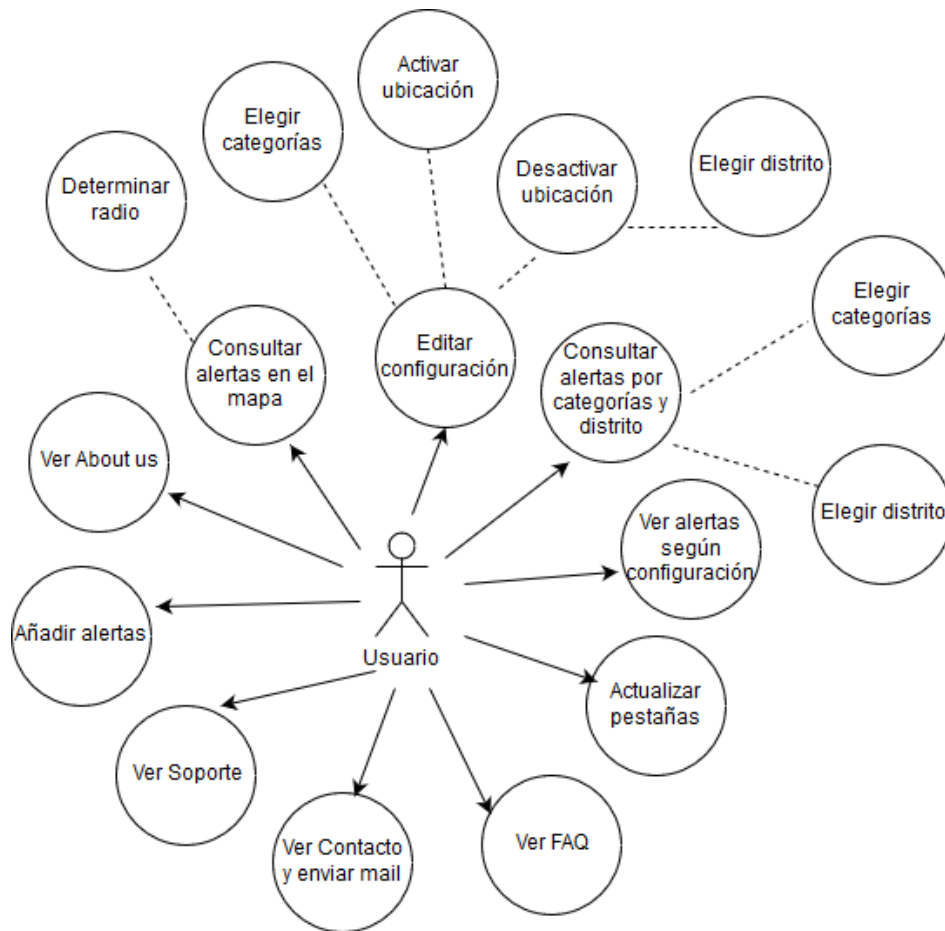 Activar
ubicación
Elegir
categorías
Desactivar
ubicación
Elegir distrito
Determinar
radio
Elegir
categorías
Consultar
alertas en el
mapa
Editar
configuración
Consultar
alertas por
categorías y
distrito
Ver About us
Elegir distrito
Ver alertas
según
configuración
Añadir alertas
Usuario
Actualizar
pestañas
Ver Soporte
Ver Contacto
y enviar mail
Ver FAQ